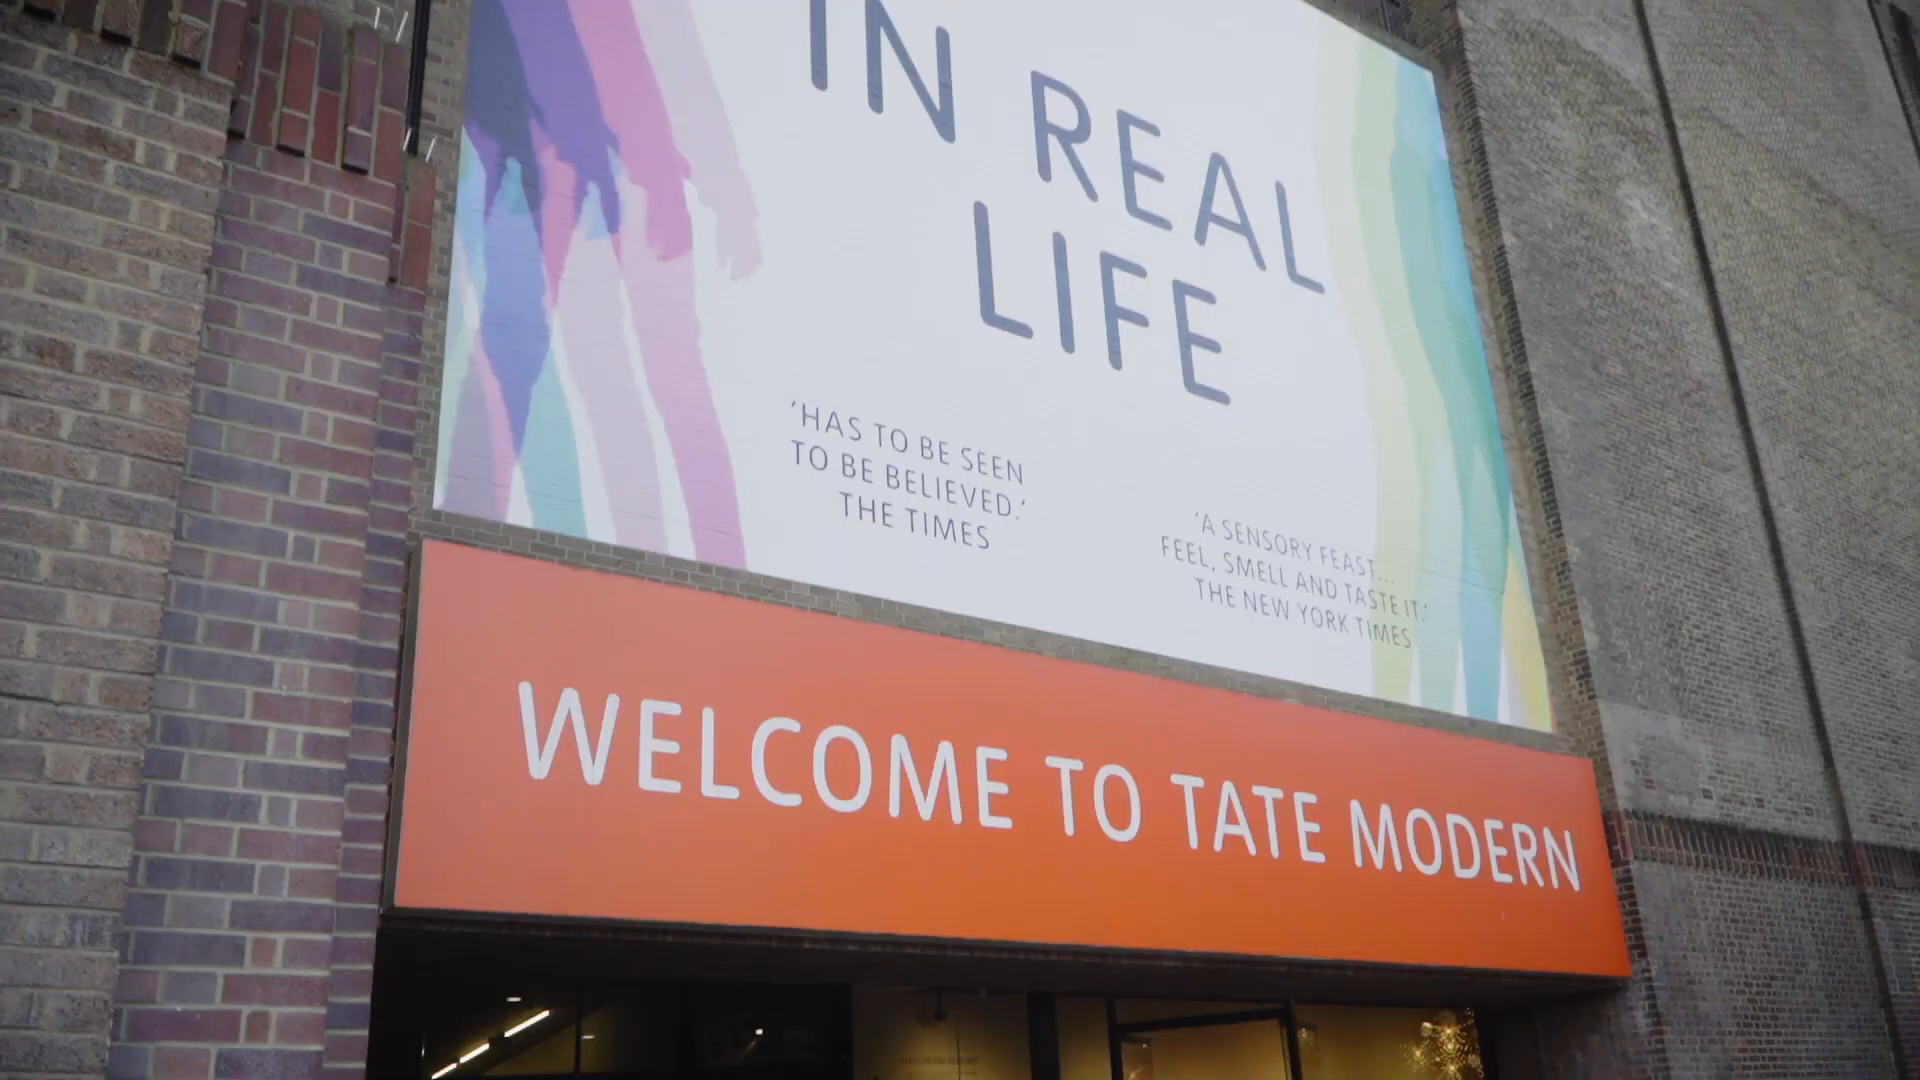 IN REAL
LIFE
'HAS TO BE SEEN
TO BE BELIEVED.'
THE TIMES
'A SENSORY FEAST...
FEEL, SMELL AND TASTE IT.'
THE NEW YORK TIMES
WELCOME TO TATE MODERN